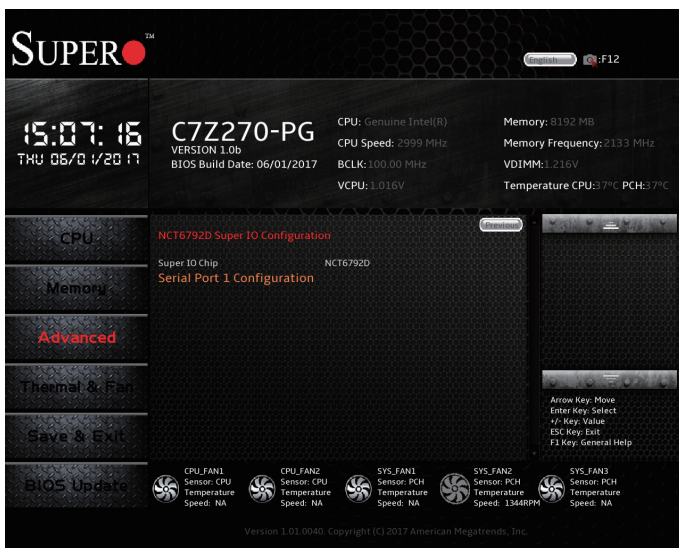 SUPER TM
English :F12
15:07:16
THU 06/01/2017
C7Z270-PG
VERSION 1.0b
BIOS Build Date: 06/01/2017
CPU: Genuine Intel(R)
CPU Speed: 2999 MHz
BCLK:100.00 MHz
VCPU:1.016V
Memory: 8192 MB
Memory Frequency:2133 MHz
VDIMM:1.216V
Temperature CPU:37°C PCH:37°C
CPU
Memory
Advanced
Thermal & Fan
Save & Exit
BIOS Update
Previous
NCT6792D Super IO Configuration
Super IO Chip NCT6792D
Serial Port 1 Configuration
Arrow Key: Move
Enter Key: Select
+/- Key: Value
ESC Key: Exit
F1 Key: General Help
CPU_FAN1
Sensor: CPU
Temperature
Speed: NA
CPU_FAN2
Sensor: CPU
Temperature
Speed: NA
SYS_FAN1
Sensor: PCH
Temperature
Speed: NA
SYS_FAN2
Sensor: PCH
Temperature
Speed: 1344RPM
SYS_FAN3
Sensor: PCH
Temperature
Speed: NA
Version 1.01.0040. Copyright (C) 2017 American Megatrends, Inc.